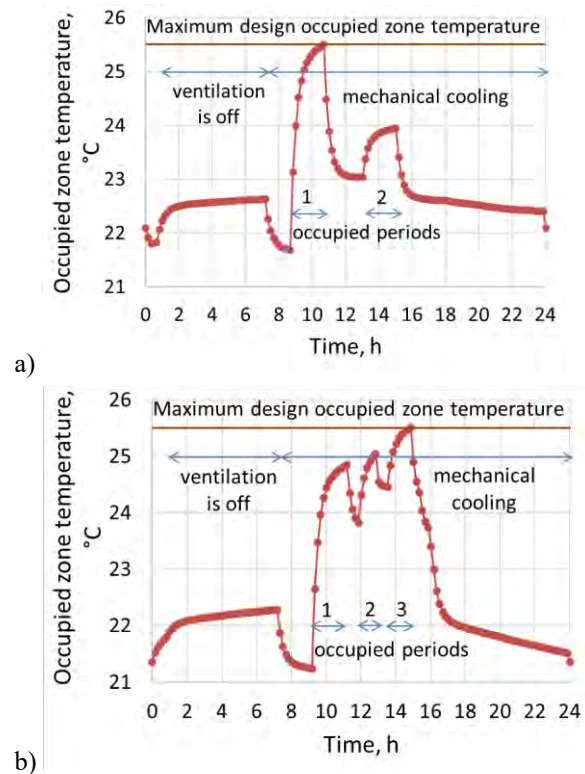 Occupied zone temperature,
°C
26
25
24
23
22
21
Maximum design occupied zone temperature
ventilation
is off
mechanical cooling
1
2
occupied periods
0 2 4 6 8 10 12 14 16 18 20 22 24
Time, h
a)
Occupied zone temperature,
°C
26
25
24
23
22
21
Maximum design occupied zone temperature
ventilation
is off
mechanical
cooling
1 2 3
occupied periods
0 2 4 6 8 10 12 14 16 18 20 22 24
Time, h
b)